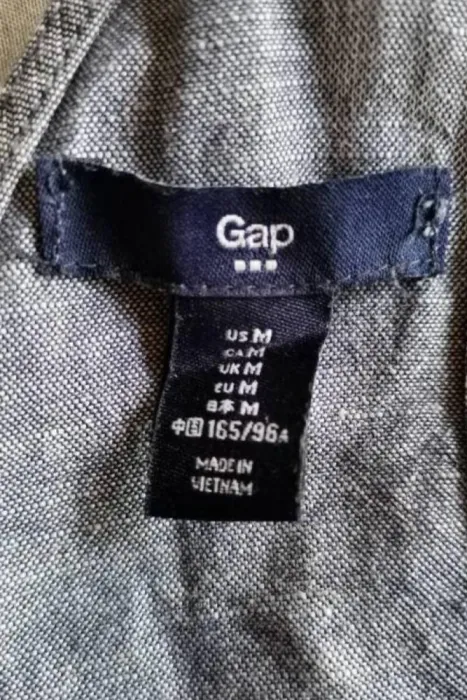 Gap
US M
CA M
UK M
EU M
日本 M
中国 165/96A
MADE IN
VIETNAM